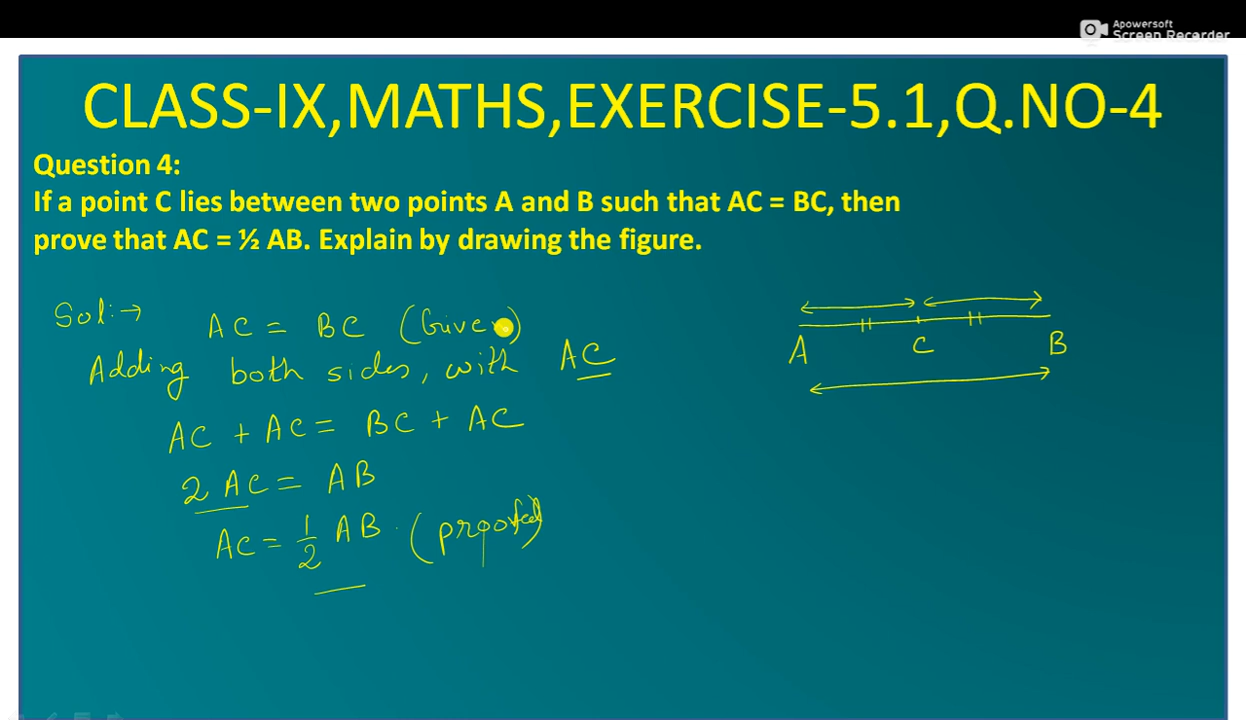 Apowersoft
Screen Recorder
CLASS-IX,MATHS,EXERCISE-5.1,Q.NO-4
Question 4:
If a point C lies between two points A and B such that AC = BC, then
prove that AC = ½ AB. Explain by drawing the figure.
Sol:→
AC = BC (Given)
Adding both sides, with AC
AC + AC = BC + AC
2 AC = AB
AC = 1/2 AB. (proofed)
A C B